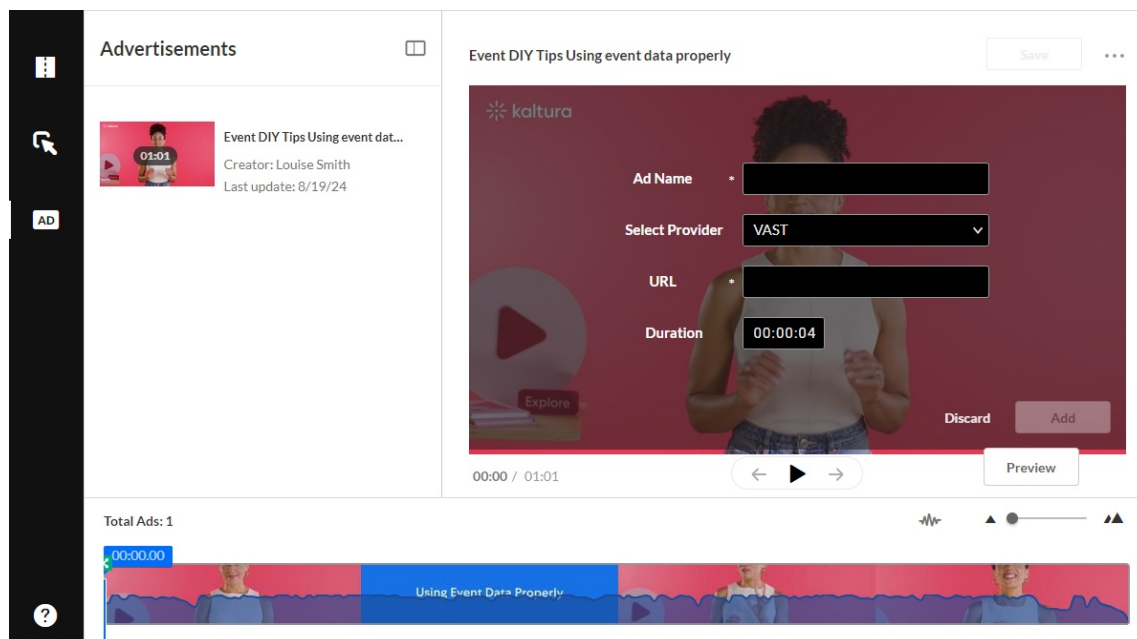 Advertisements
01:01
Event DIY Tips Using event dat...
Creator: Louise Smith
Last update: 8/19/24
AD
?
Event DIY Tips Using event data properly
Save
kaltura
Ad Name *
Select Provider VAST
URL *
Duration 00:00:04
Explore
Discard
Add
00:00 / 01:01
Preview
Total Ads: 1
00:00.00
Using Event Data Properly